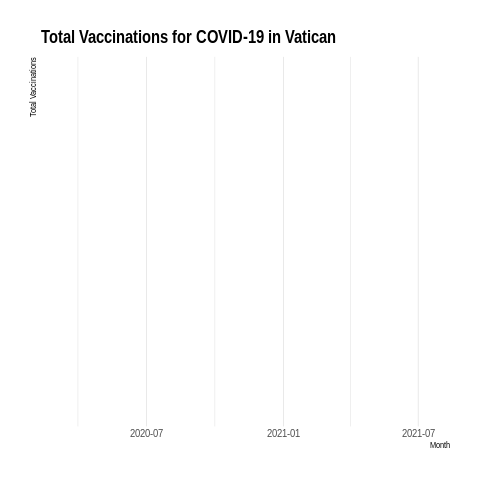 Total Vaccinations for COVID-19 in Vatican
Total Vaccinations
2020-07
2021-01
2021-07
Month